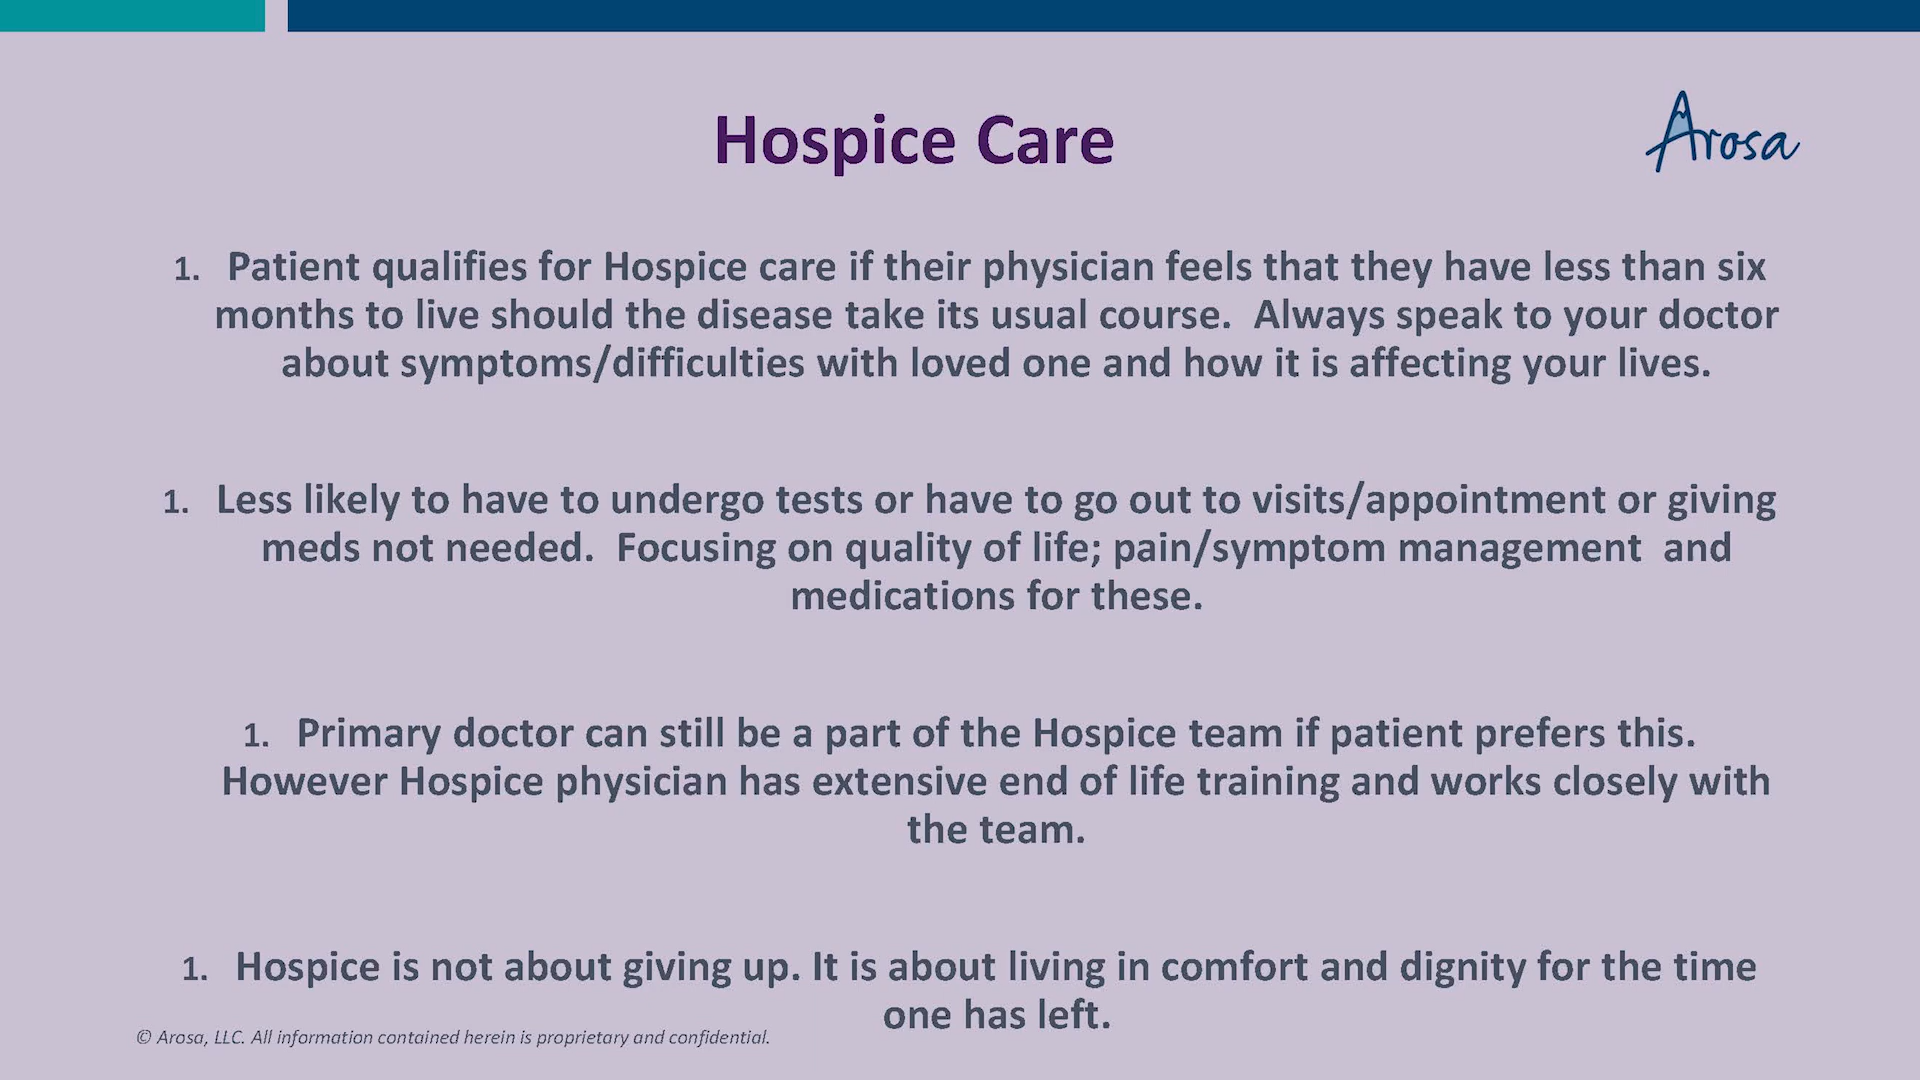 Hospice Care
Arosa
1. Patient qualifies for Hospice care if their physician feels that they have less than six
months to live should the disease take its usual course.  Always speak to your doctor
about symptoms/difficulties with loved one and how it is affecting your lives.
1. Less likely to have to undergo tests or have to go out to visits/appointment or giving
meds not needed.  Focusing on quality of life; pain/symptom management  and
medications for these.
1. Primary doctor can still be a part of the Hospice team if patient prefers this.
However Hospice physician has extensive end of life training and works closely with
the team.
1. Hospice is not about giving up. It is about living in comfort and dignity for the time
one has left.
© Arosa, LLC. All information contained herein is proprietary and confidential.